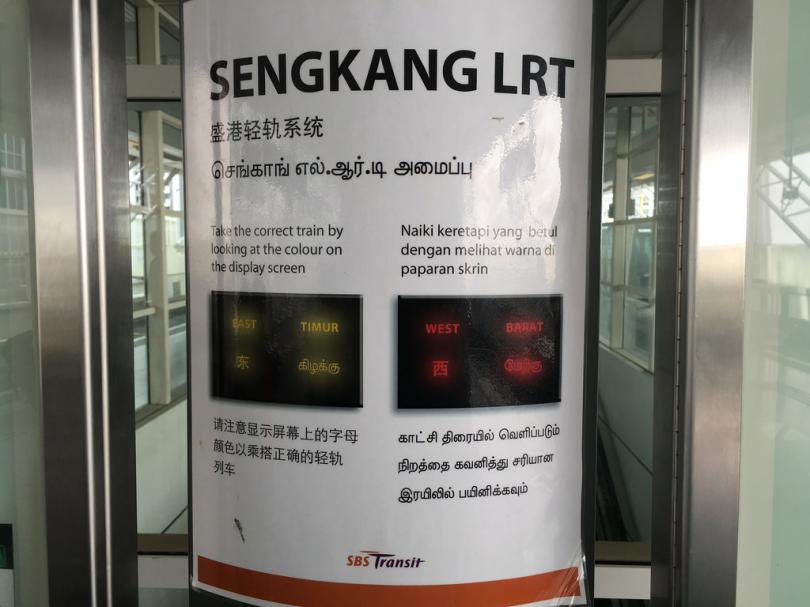 SENGKANG LRT
盛港轻轨系统
செங்காங் எல்.ஆர்.டி அமைப்பு
Take the correct train by
looking at the colour on
the display screen
Naiki keretapi yang betul
dengan melihat warna di
paparan skrin
EAST TIMUR
东 கிழக்கு
WEST BARAT
西 மேற்கு
请注意显示屏幕上的字母
颜色以乘搭正确的轻轨
列车
காட்சி திரையில் வெளிப்படும்
நிறத்தை கவனித்து சரியான
இரயிலில் பயினிக்கவும்
SBS Transit